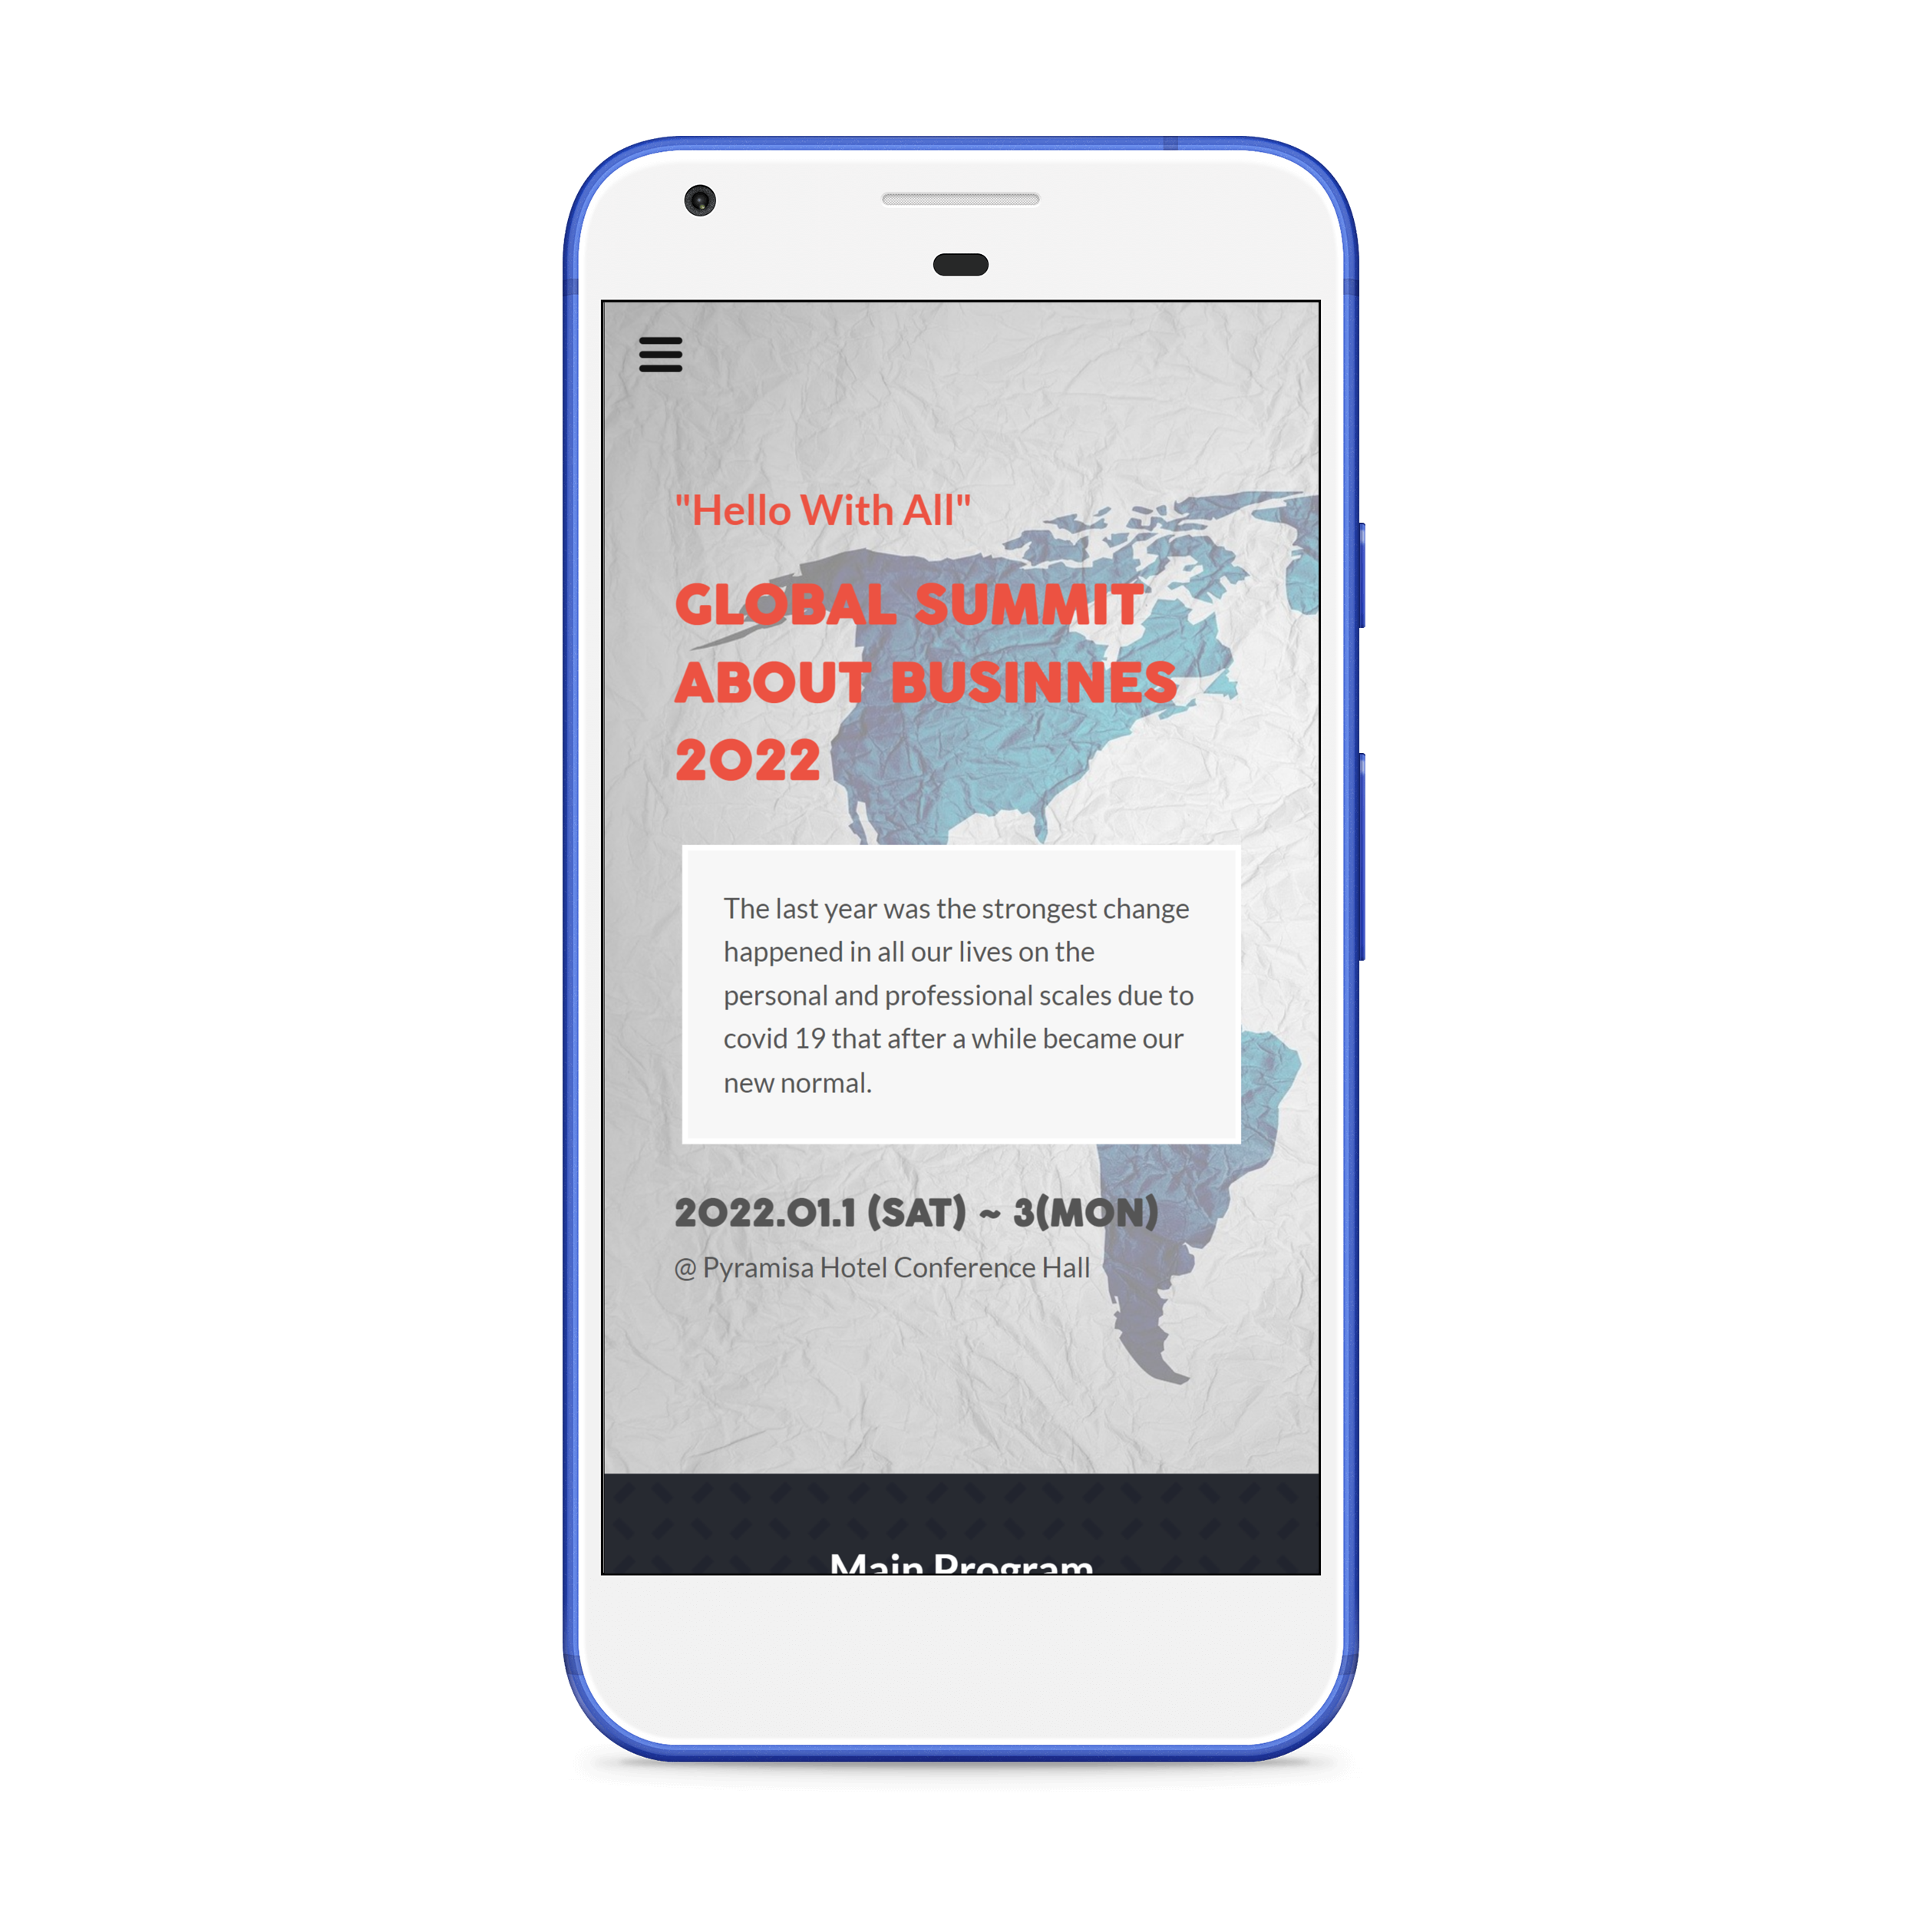 "Hello With All"
GLOBAL SUMMIT
ABOUT BUSINNES
2022
The last year was the strongest change
happened in all our lives on the
personal and professional scales due to
covid 19 that after a while became our
new normal.
2022.01.1 (SAT) ~ 3(MON)
@ Pyramisa Hotel Conference Hall
Main Program